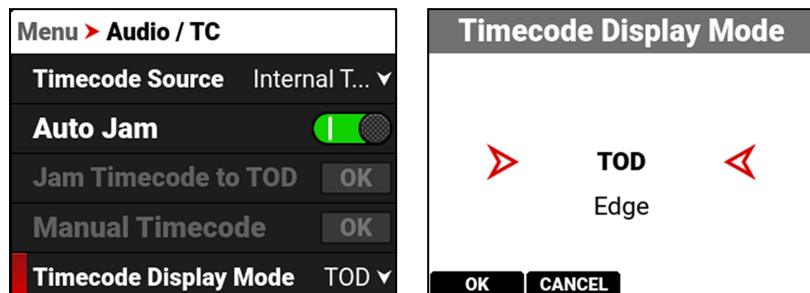 Menu > Audio / TC
Timecode Source Internal T...
Auto Jam
Jam Timecode to TOD OK
Manual Timecode OK
Timecode Display Mode TOD
Timecode Display Mode
TOD
Edge
OK CANCEL